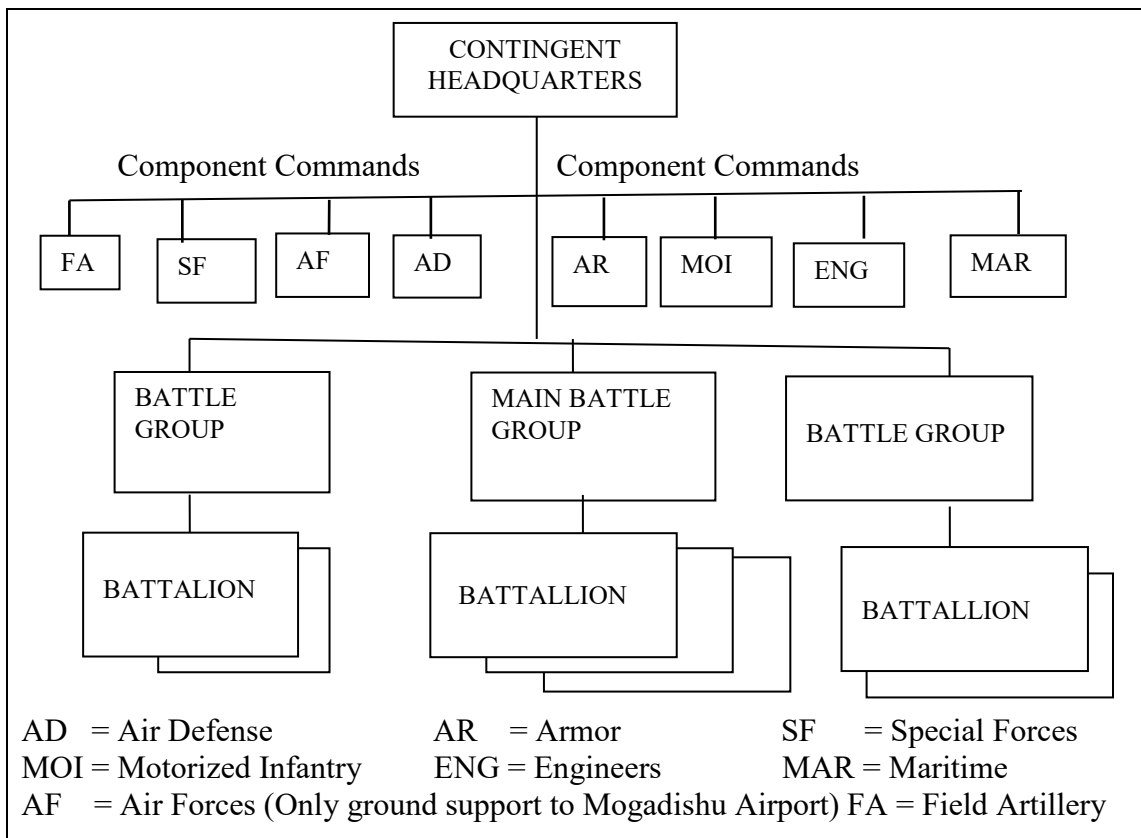 CONTINGENT
HEADQUARTERS
Component Commands
Component Commands
FA
SF
AF
AD
AR
MOI
ENG
MAR
BATTLE
GROUP
MAIN BATTLE
GROUP
BATTLE GROUP
BATTALION
BATTALLION
BATTALLION
AD = Air Defense AR = Armor SF = Special Forces
MOI = Motorized Infantry ENG = Engineers MAR = Maritime
AF = Air Forces (Only ground support to Mogadishu Airport) FA = Field Artillery